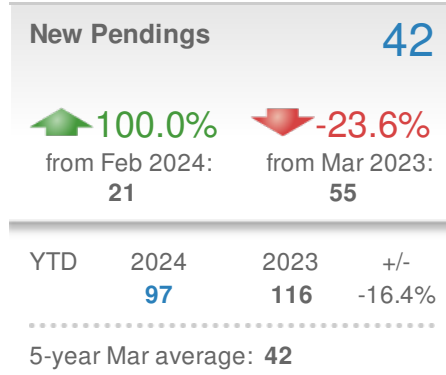 New Pendings 42
100.0% -23.6%
from Feb 2024: from Mar 2023:
21 55
YTD 2024 2023 +/-
97 116 -16.4%
5-year Mar average: 42